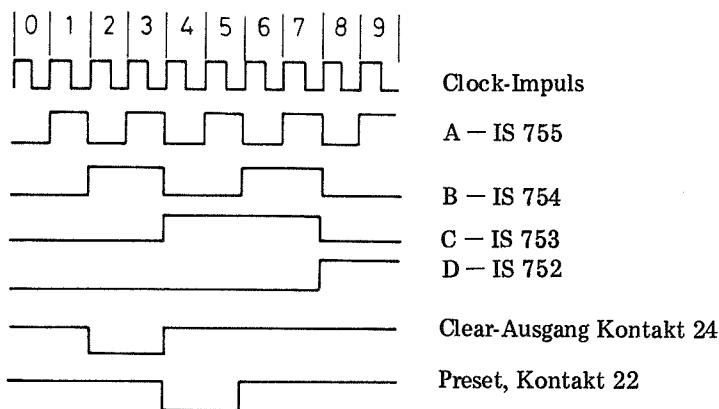 0 1 2 3 4 5 6 7 8 9
Clock-Impuls
A — IS 755
B — IS 754
C — IS 753
D — IS 752
Clear-Ausgang Kontakt 24
Preset, Kontakt 22